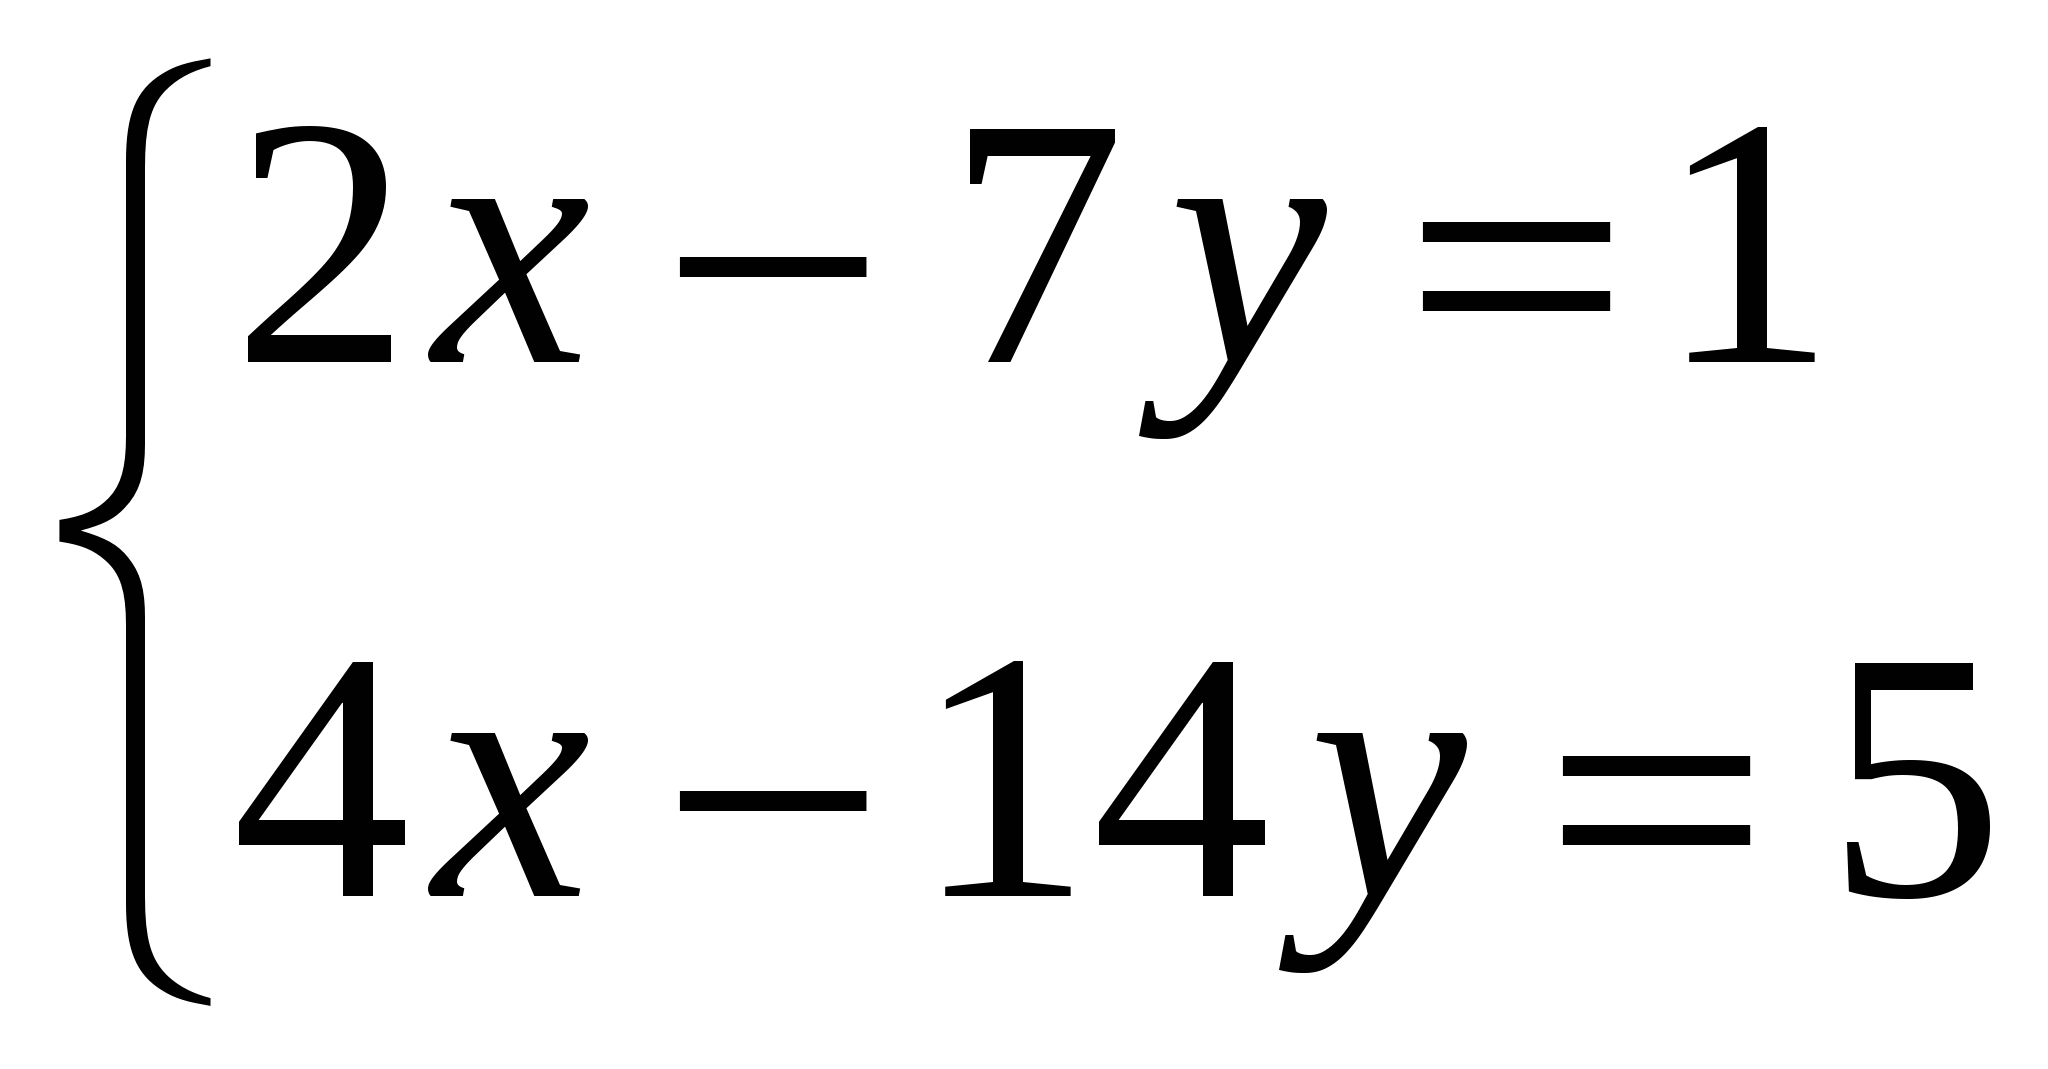 2x − 7y = 1
4x − 14y = 5